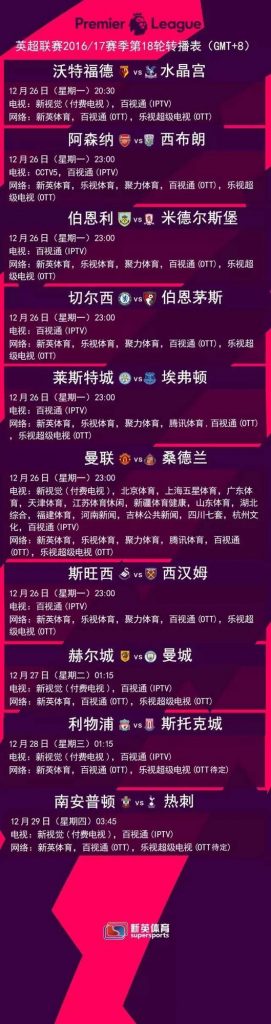 Premier League
英超联赛2016/17赛季第18轮转播表（GMT+8）
沃特福德 vs 水晶宫
12月26日（星期一）20:30
电视：新视觉（付费电视），百视通(IPTV)
网络：新英体育，百视通(OTT)，乐视超级电视(OTT)
阿森纳 vs 西布朗
12月26日（星期一）23:00
电视：CCTV5，百视通(IPTV)
网络：新英体育，乐视体育，聚力体育，百视通(OTT)，乐视超级电视(OTT)
伯恩利 vs 米德尔斯堡
12月26日（星期一）23:00
电视：百视通(IPTV)
网络：新英体育，乐视体育，聚力体育，百视通(OTT)，乐视超级电视(OTT)
切尔西 vs 伯恩茅斯
12月26日（星期一）23:00
电视：百视通(IPTV)
网络：新英体育，乐视体育，聚力体育，百视通(OTT)，乐视超级电视(OTT)
莱斯特城 vs 埃弗顿
12月26日（星期一）23:00
电视：百视通(IPTV)
网络：新英体育，乐视体育，聚力体育，腾讯体育，百视通(OTT)
，乐视超级电视(OTT)
曼联 vs 桑德兰
12月26日（星期一）23:00
电视：新视觉（付费电视），北京体育，上海五星体育，广东体
育，天津体育，江苏体育休闲，新疆体育健康，山东体育，湖北
综合，福建体育，河南新闻，吉林公共新闻，四川七套，杭州文
化，百视通(IPTV)
网络：新英体育，乐视体育，聚力体育，腾讯体育，百视通
(OTT)，乐视超级电视(OTT)
斯旺西 vs 西汉姆
12月26日（星期一）23:00
电视：百视通(IPTV)
网络：新英体育，乐视体育，聚力体育，百视通(OTT)，乐视超级电视(OTT)
赫尔城 vs 曼城
12月27日（星期二）01:15
电视：新视觉（付费电视），百视通(IPTV)
网络：新英体育，百视通(OTT)，乐视超级电视(OTT)
利物浦 vs 斯托克城
12月28日（星期三）01:15
电视：新视觉（付费电视），百视通(IPTV)
网络：新英体育，百视通(OTT)，乐视超级电视(OTT待定)
南安普顿 vs 热刺
12月29日（星期四）03:45
电视：新视觉（付费电视），百视通(IPTV)
网络：新英体育，百视通(OTT)，乐视超级电视(OTT待定)
新英体育
supersports